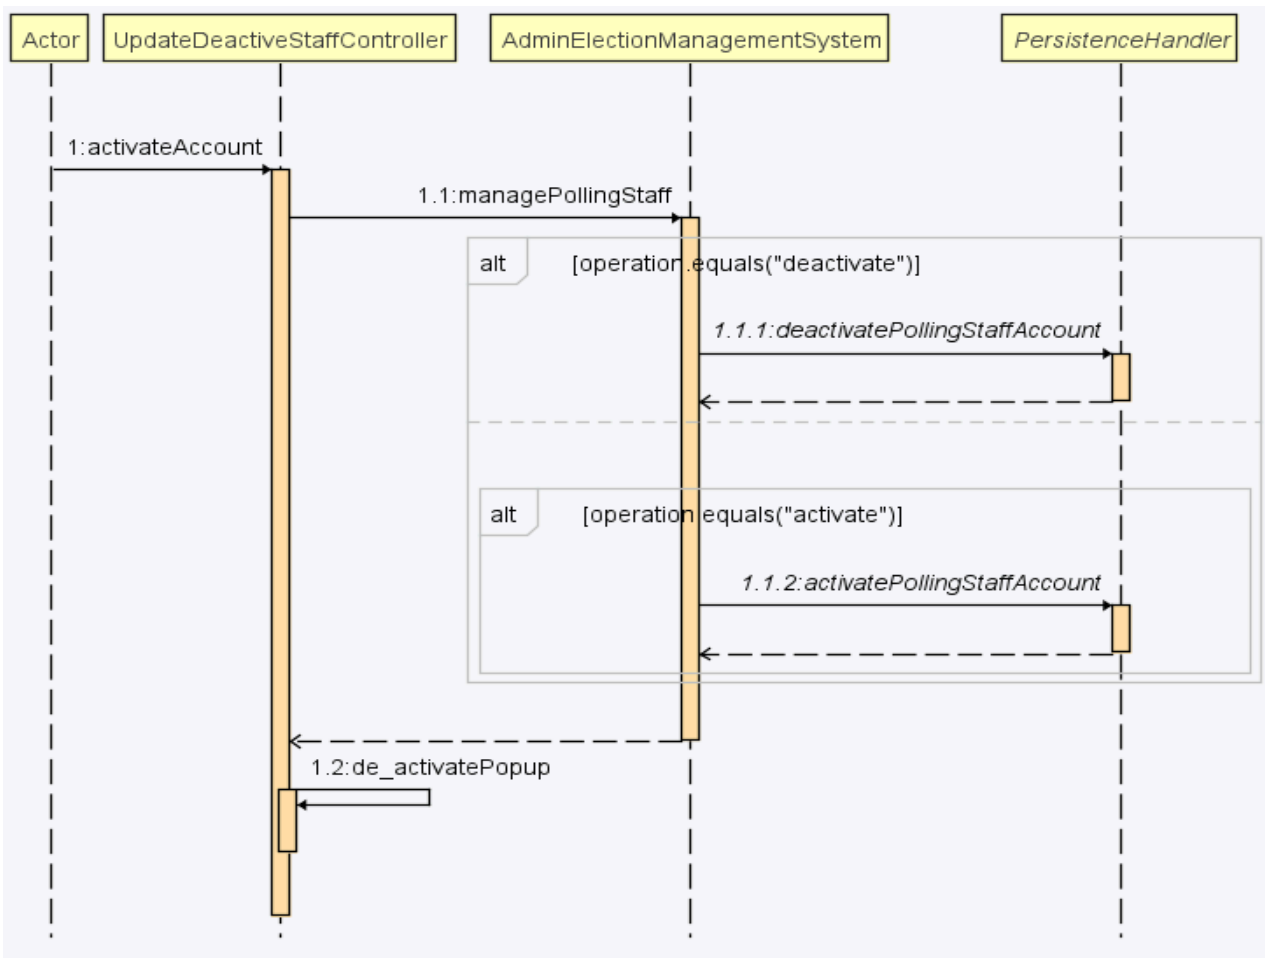 Actor
UpdateDeactiveStaffController
AdminElectionManagementSystem
PersistenceHandler
1:activateAccount
1.1:managePollingStaff
alt
[operation.equals("deactivate")]
1.1.1:deactivatePollingStaffAccount
alt
[operation.equals("activate")]
1.1.2:activatePollingStaffAccount
1.2:de_activatePopup